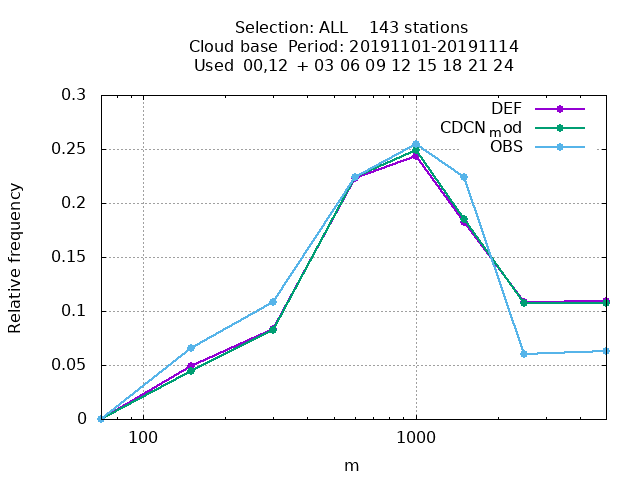 Selection: ALL    143 stations
Cloud base  Period: 20191101-20191114
Used  00,12  + 03 06 09 12 15 18 21 24
0.3
0.25
0.2
0.15
0.1
0.05
0
Relative frequency
DEF
CDCN_mod
OBS
100
1000
m